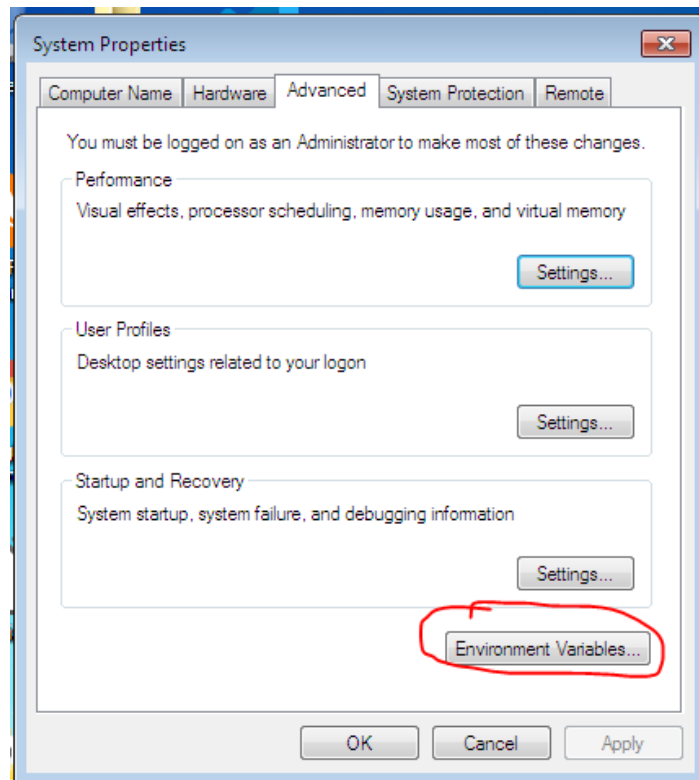 System Properties
Computer Name Hardware Advanced System Protection Remote
You must be logged on as an Administrator to make most of these changes.
Performance
Visual effects, processor scheduling, memory usage, and virtual memory
Settings...
User Profiles
Desktop settings related to your logon
Settings...
Startup and Recovery
System startup, system failure, and debugging information
Settings...
Environment Variables...
OK Cancel Apply